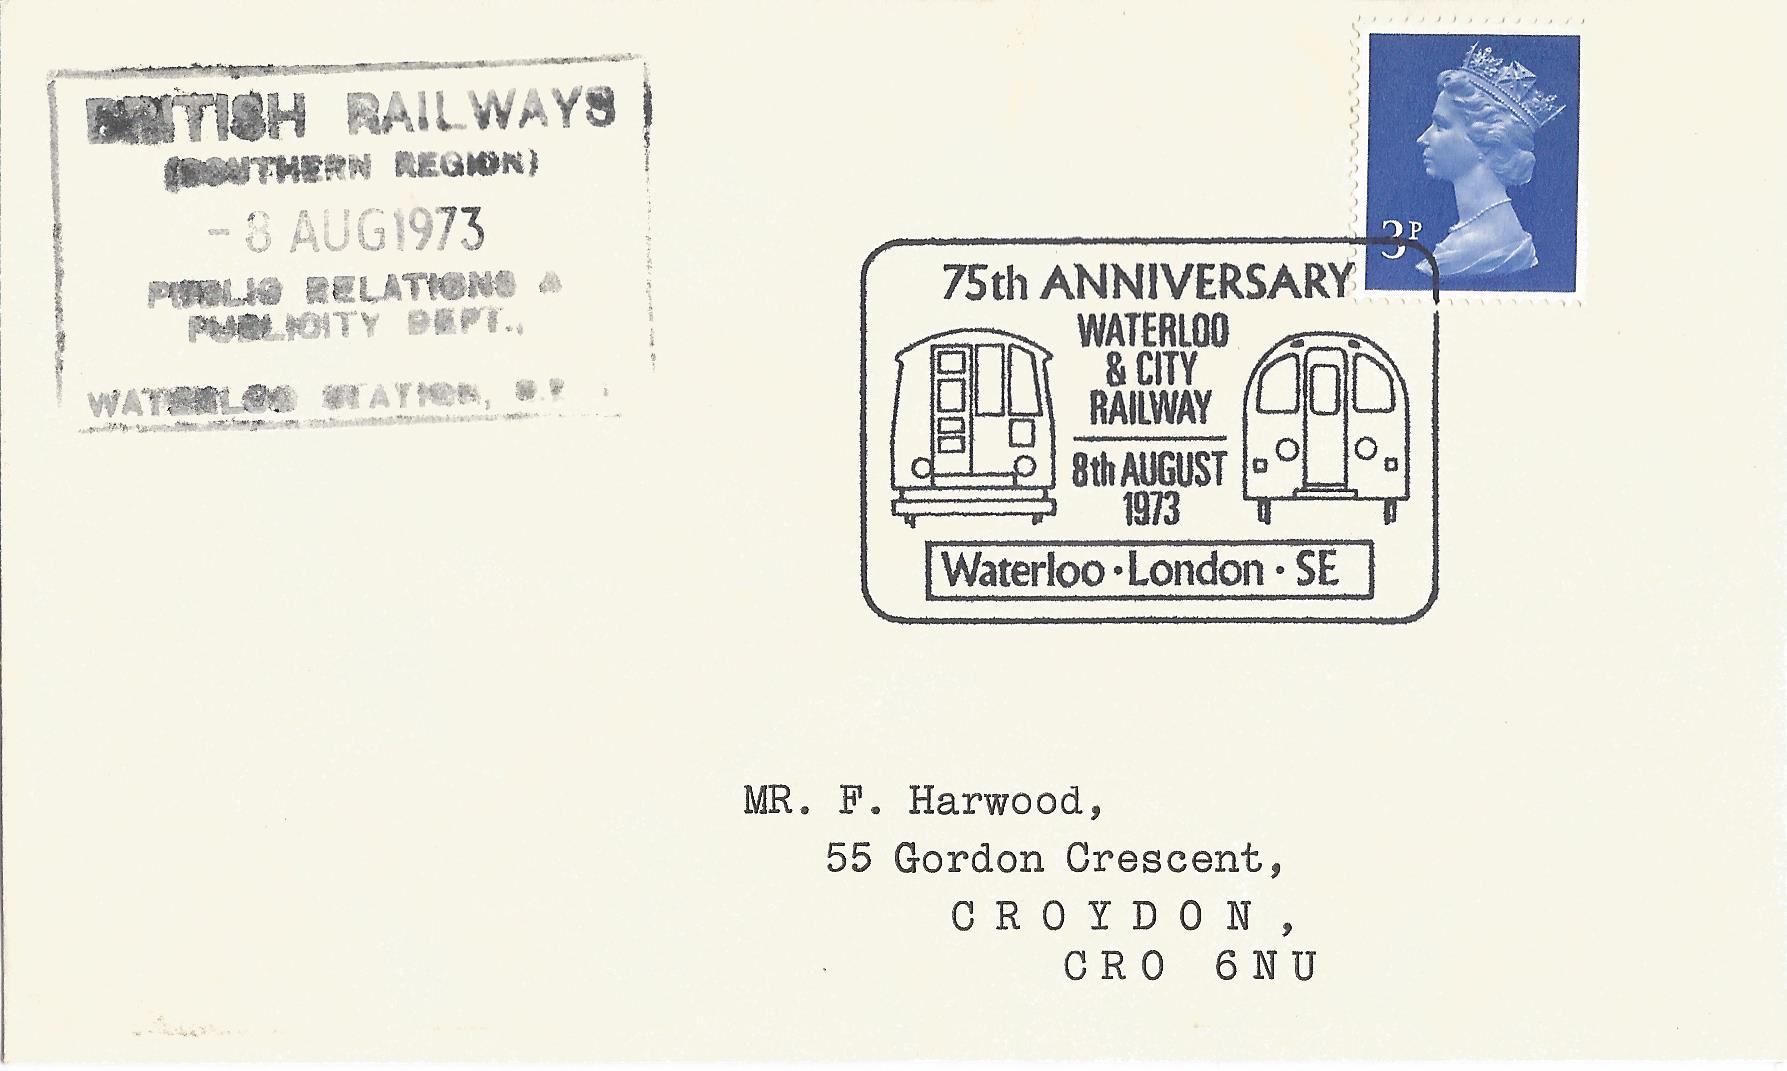 BRITISH RAILWAYS
(SOUTHERN REGION)
-8 AUG 1973
PUBLIC RELATIONS &
PUBLICITY DEPT.,
WATERLOO STATION, S.E.
3P
75th ANNIVERSARY
WATERLOO
& CITY
RAILWAY
8th AUGUST
1973
Waterloo · London · SE
MR. F. Harwood,
55 Gordon Crescent,
CROYDON,
CRO 6NU